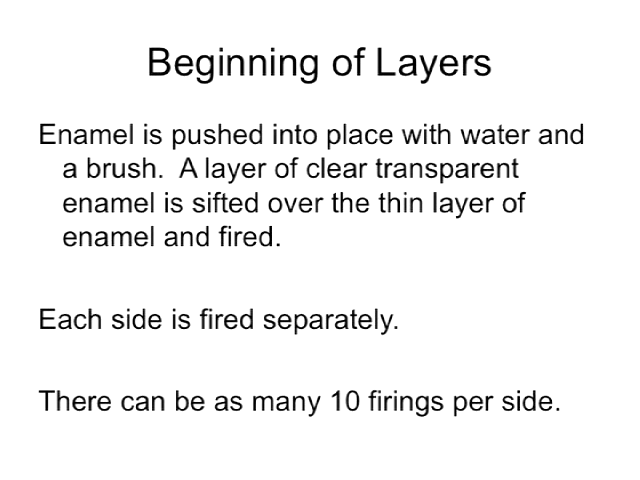 Beginning of Layers
Enamel is pushed into place with water and
a brush.  A layer of clear transparent
enamel is sifted over the thin layer of
enamel and fired.
Each side is fired separately.
There can be as many 10 firings per side.